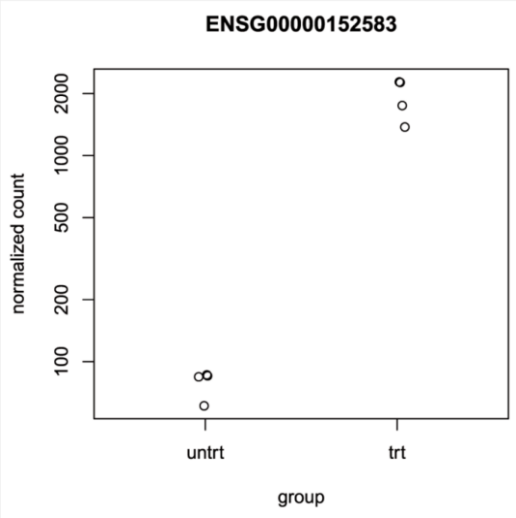 ENSG00000152583
2000
1000
500
200
100
normalized count
untrt trt
group